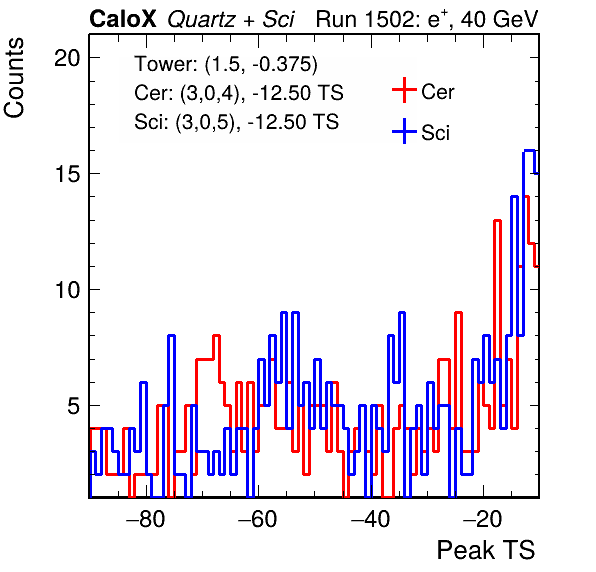 CaloX Quartz + Sci Run 1502: e⁺, 40 GeV
Counts
20
15
10
5
Tower: (1.5, -0.375)
Cer: (3,0,4), -12.50 TS
Sci: (3,0,5), -12.50 TS
Cer
Sci
−80 −60 −40 −20
Peak TS